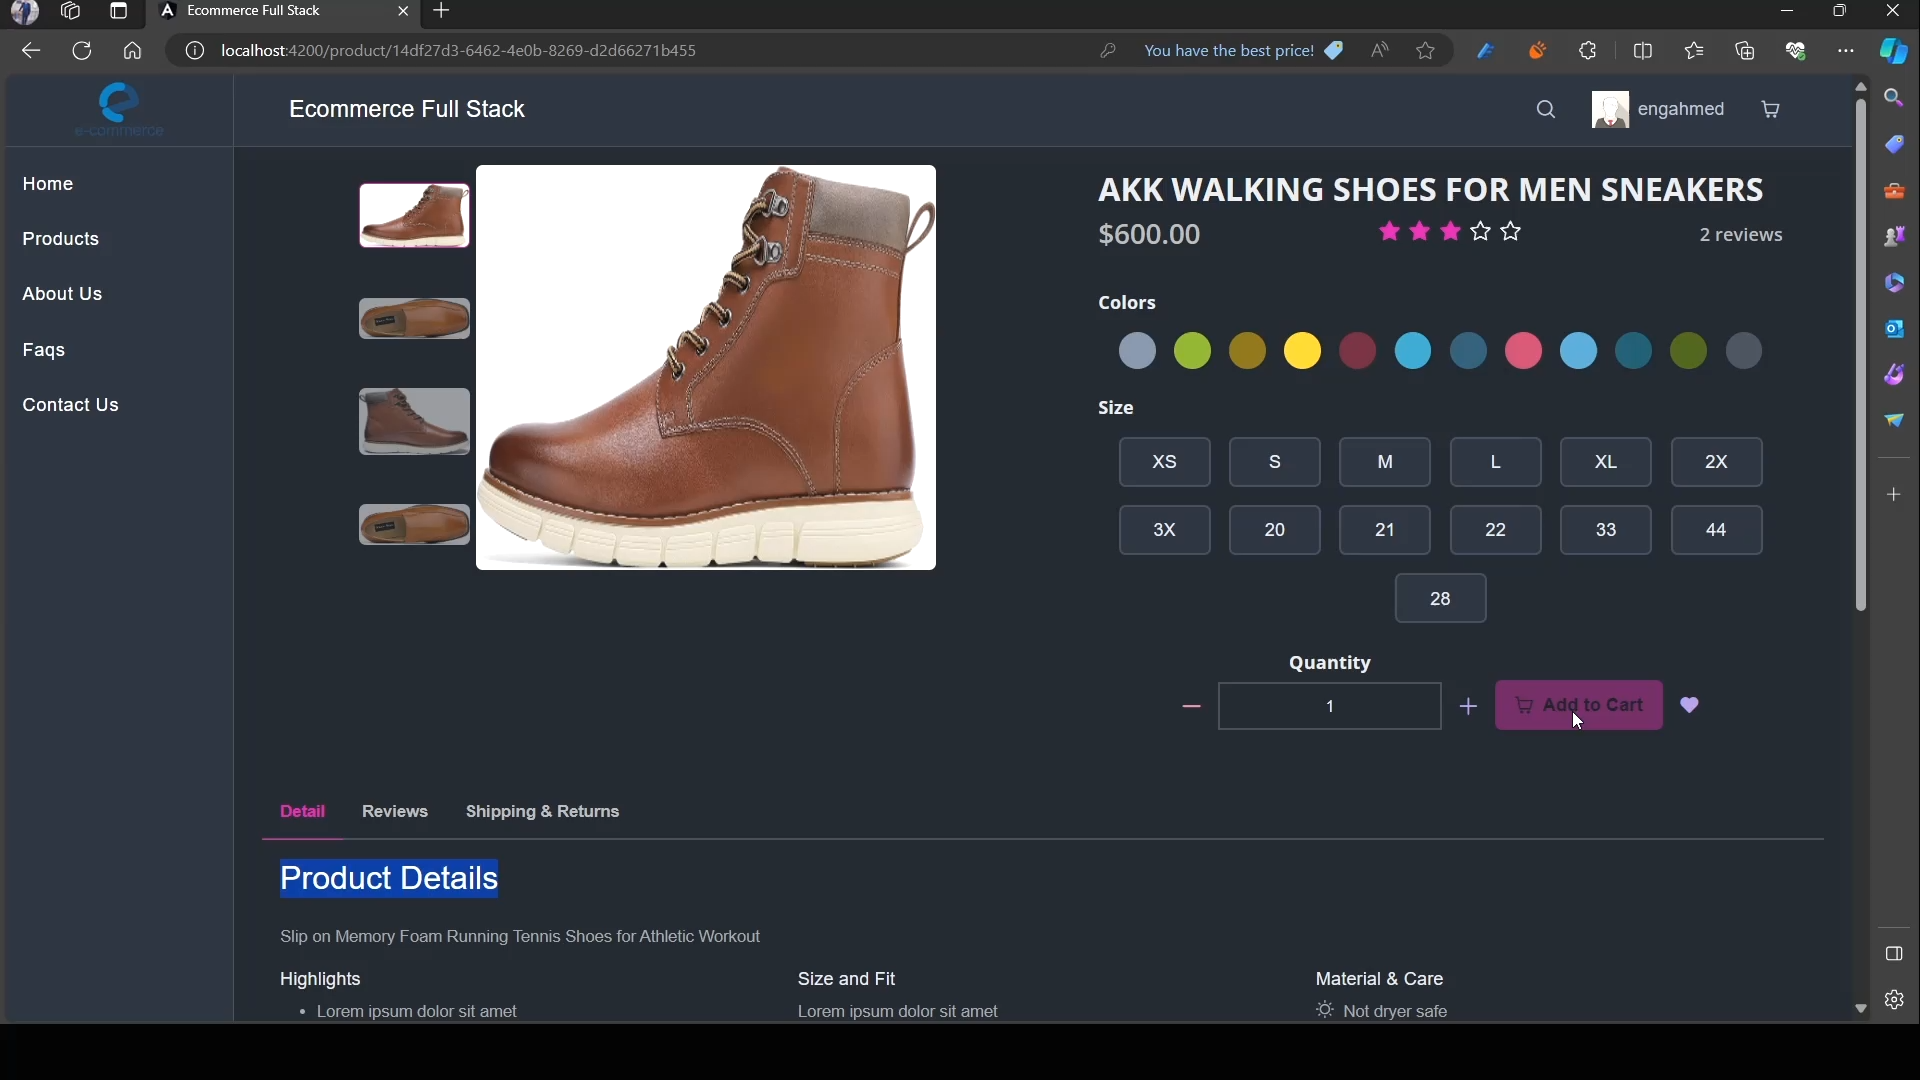 Ecommerce Full Stack
localhost:4200/product/14df27d3-6462-4e0b-8269-d2d66271b455
You have the best price!
e-commerce
Ecommerce Full Stack
engahmed
Home
Products
About Us
Faqs
Contact Us
AKK WALKING SHOES FOR MEN SNEAKERS
$600.00
2 reviews
Colors
Size
XS S M L XL 2X
3X 20 21 22 33 44
28
Quantity
1
Add to Cart
Detail Reviews Shipping & Returns
Product Details
Slip on Memory Foam Running Tennis Shoes for Athletic Workout
Highlights
Lorem ipsum dolor sit amet
Size and Fit
Lorem ipsum dolor sit amet
Material & Care
Not dryer safe